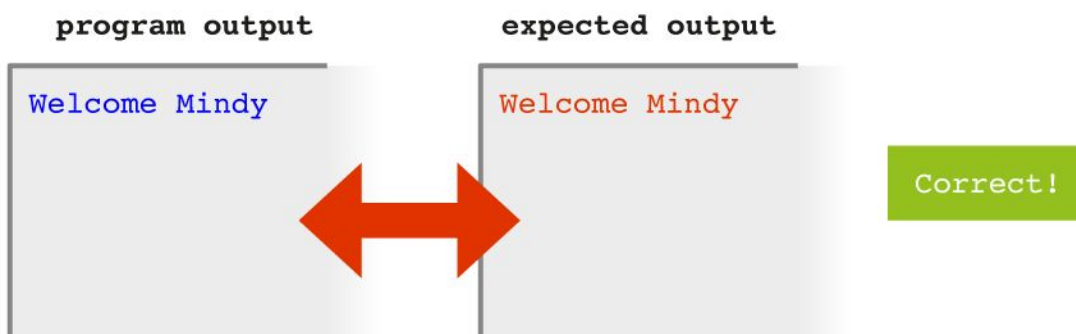 program output
expected output
Welcome Mindy
Welcome Mindy
Correct!